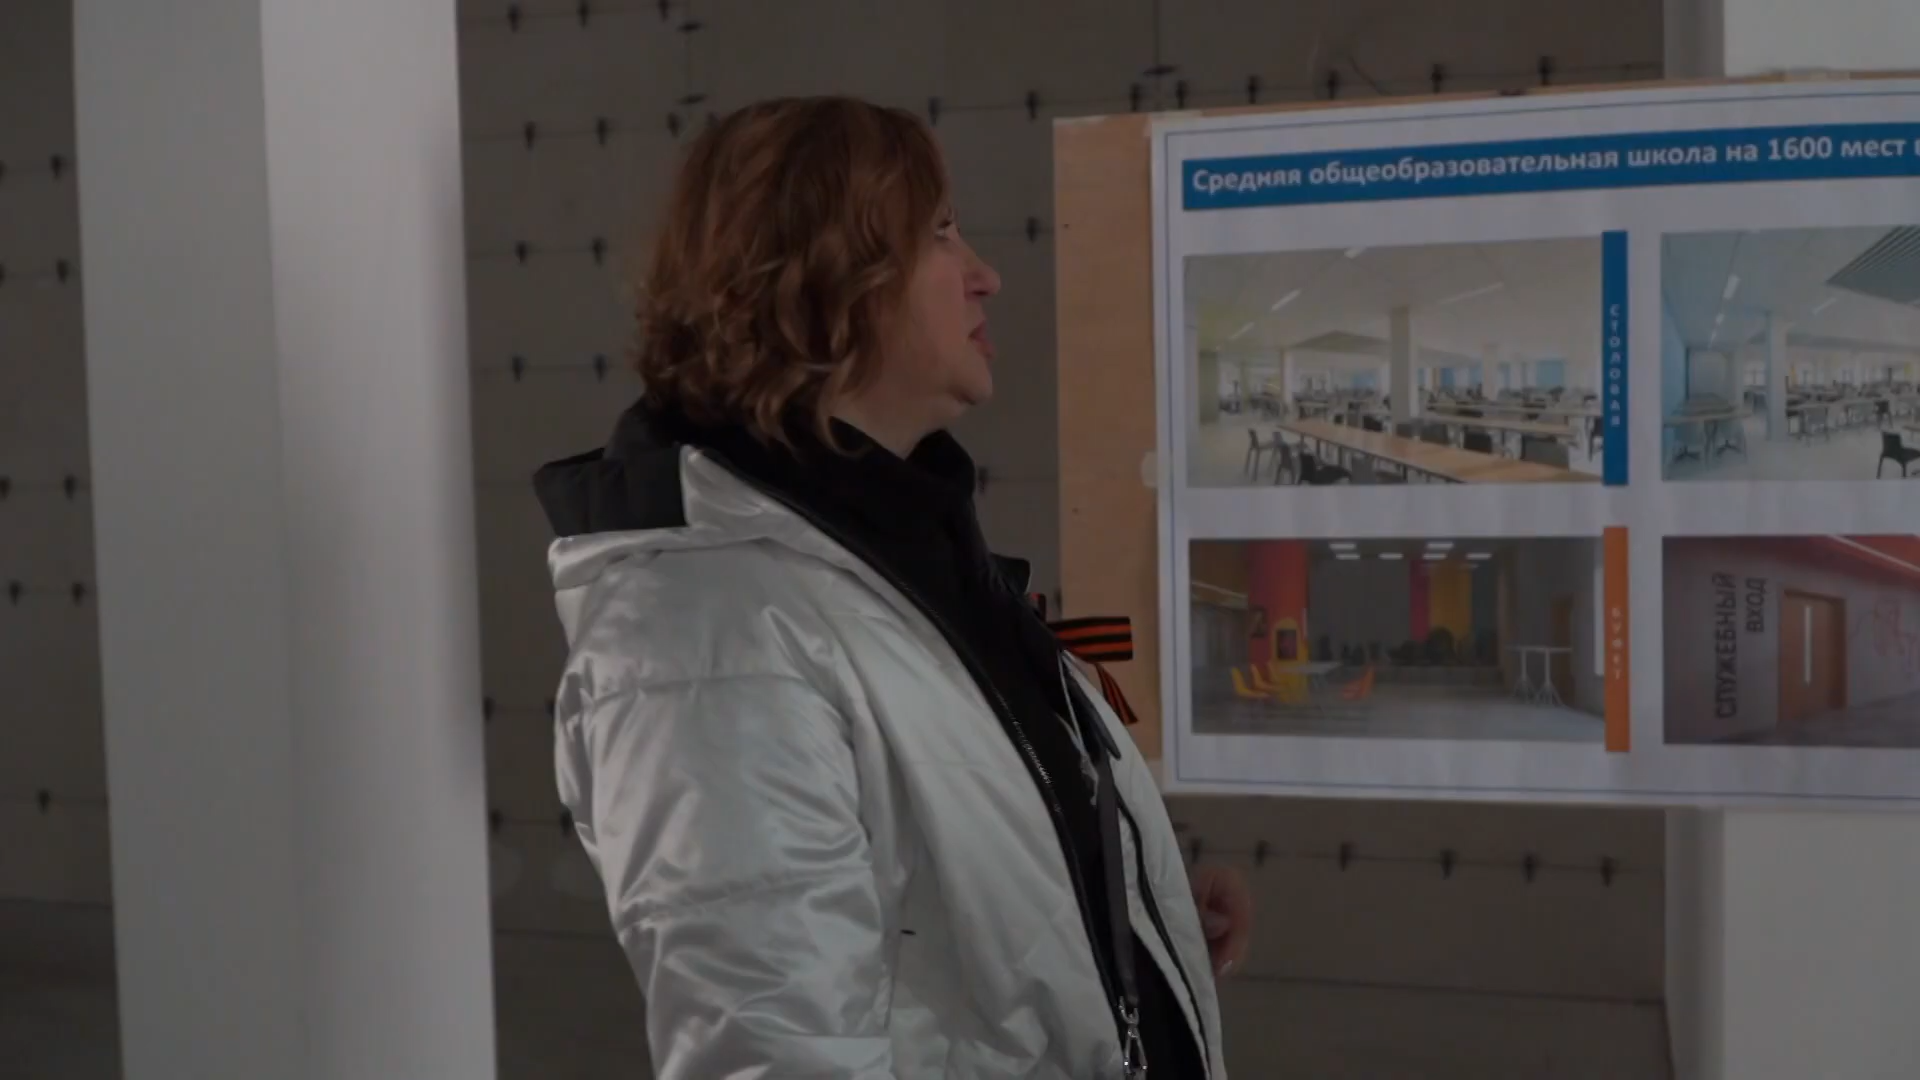 Средняя общеобразовательная школа на 1600 мест в
СТОЛОВАЯ
БУФЕТ
СЛУЖЕБНЫЙ
ВХОД